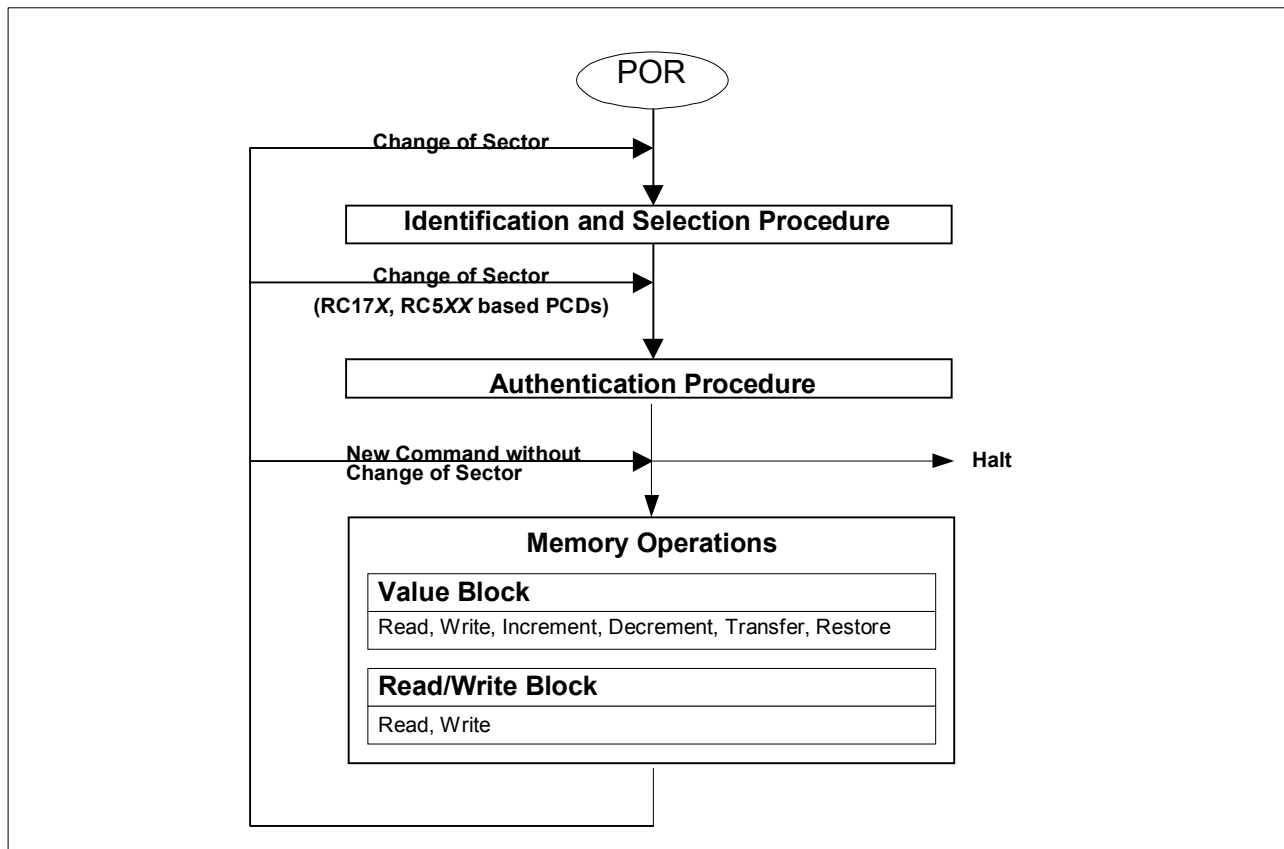 POR
Change of Sector
Identification and Selection Procedure
Change of Sector
(RC17X, RC5XX based PCDs)
Authentication Procedure
New Command without
Change of Sector
Halt
Memory Operations
Value Block
Read, Write, Increment, Decrement, Transfer, Restore
Read/Write Block
Read, Write